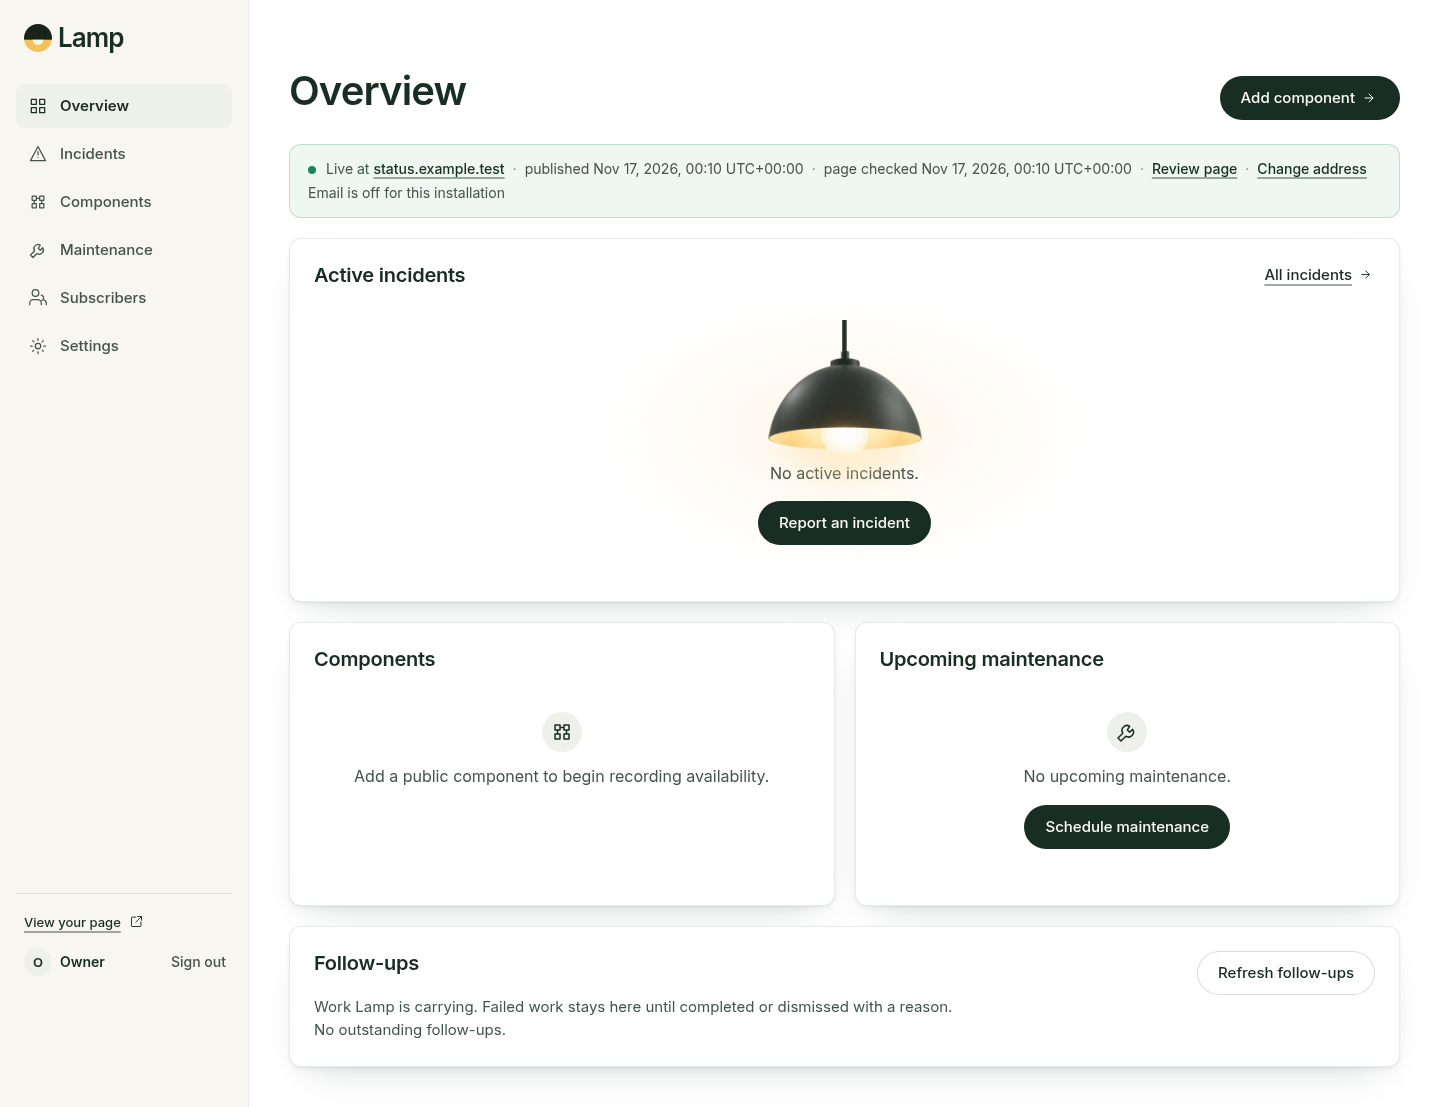 Lamp
Overview
Incidents
Components
Maintenance
Subscribers
Settings
View your page
O Owner Sign out
Overview
Add component →
Live at status.example.test · published Nov 17, 2026, 00:10 UTC+00:00 · page checked Nov 17, 2026, 00:10 UTC+00:00 · Review page · Change address
Email is off for this installation
Active incidents
All incidents →
No active incidents.
Report an incident
Components
Add a public component to begin recording availability.
Upcoming maintenance
No upcoming maintenance.
Schedule maintenance
Follow-ups
Refresh follow-ups
Work Lamp is carrying. Failed work stays here until completed or dismissed with a reason.
No outstanding follow-ups.